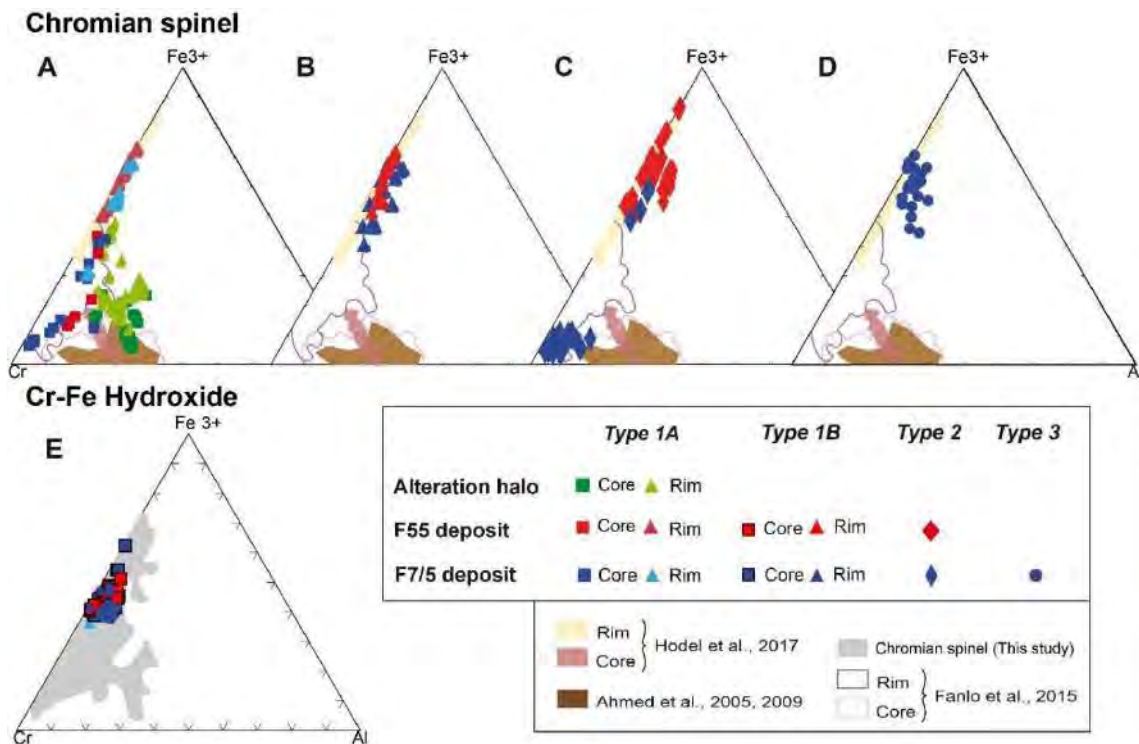 Chromian spinel
A
Fe3+
B
Fe3+
C
Fe3+
D
Fe3+
Cr
A
Cr-Fe Hydroxide
E
Fe 3+
Cr
Al
Type 1A Type 1B Type 2 Type 3
Alteration halo Core Rim
F55 deposit Core Rim Core Rim
F7/5 deposit Core Rim Core Rim
Rim
Core
Hodel et al., 2017
Ahmed et al., 2005, 2009
Chromian spinel (This study)
Rim
Core
Fanlo et al., 2015